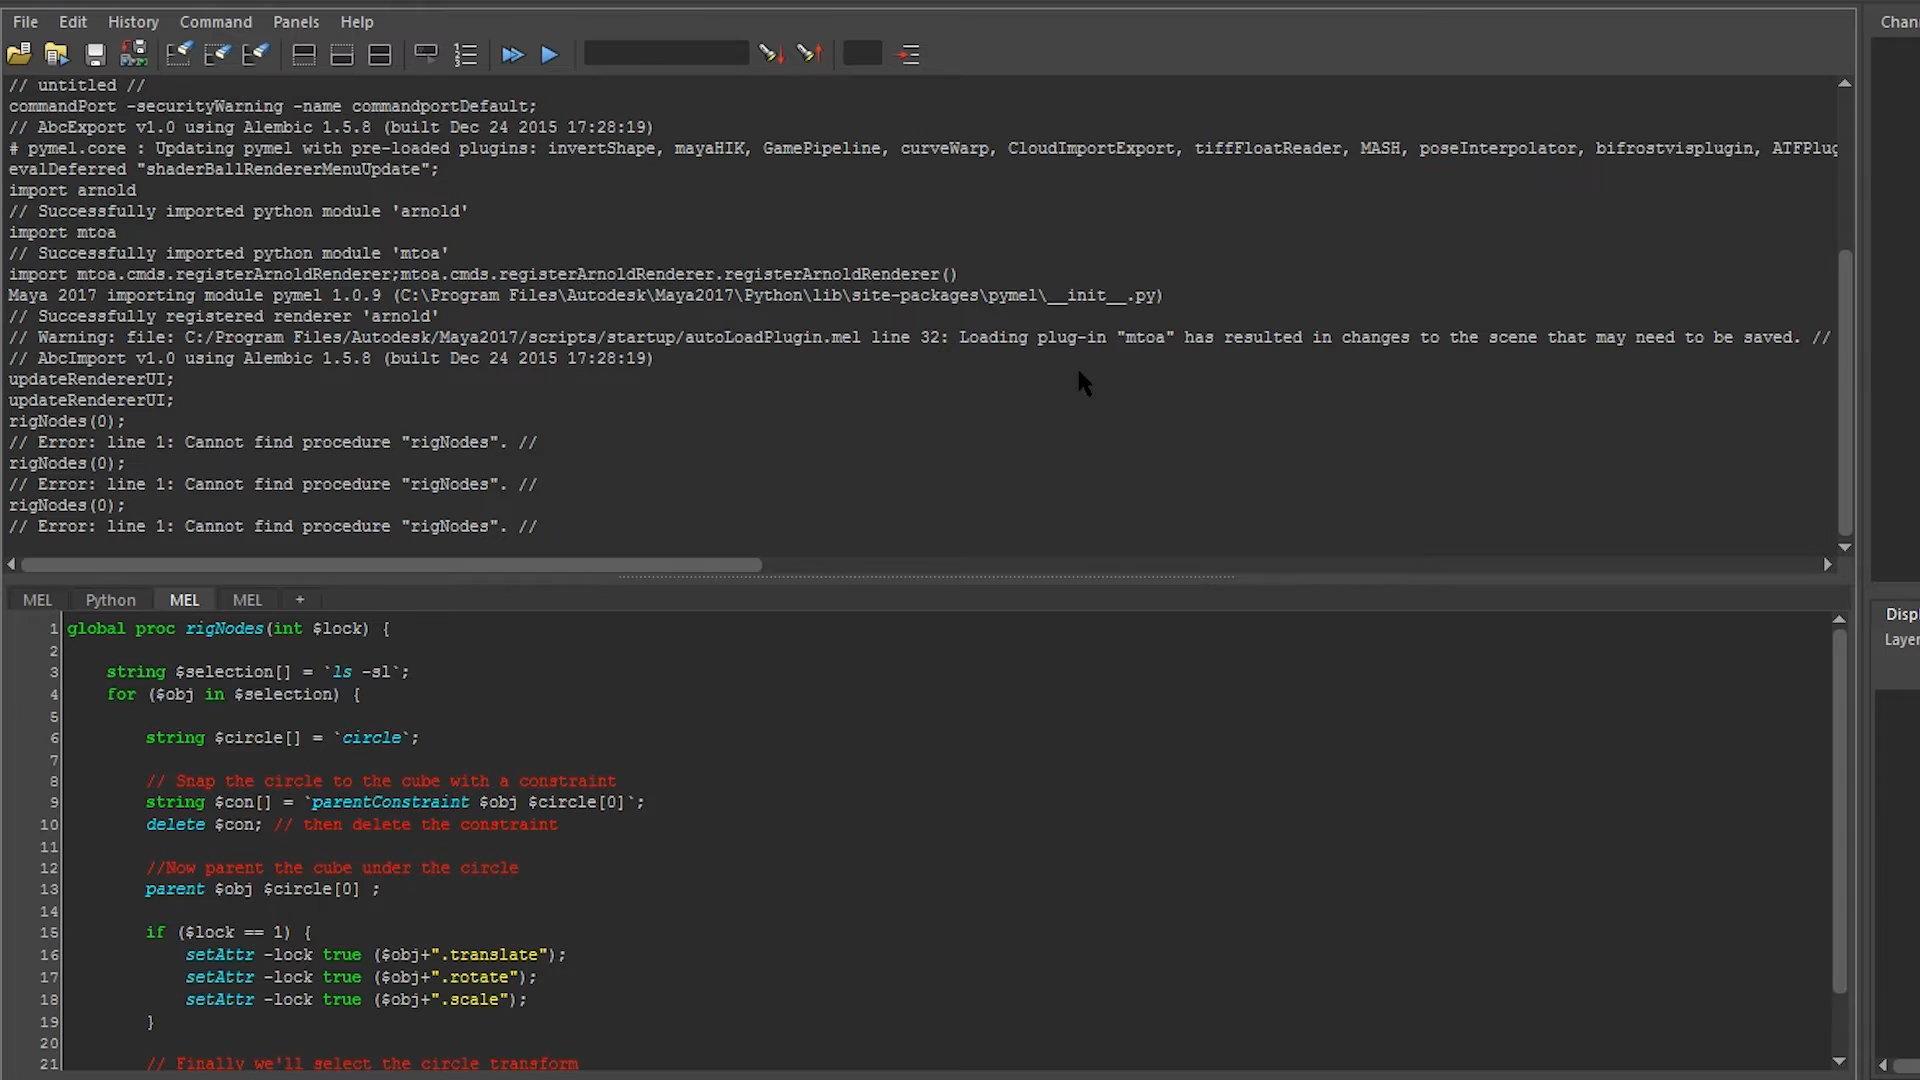 File Edit History Command Panels Help
Chan
// untitled //
commandPort -securityWarning -name commandportDefault;
// AbcExport v1.0 using Alembic 1.5.8 (built Dec 24 2015 17:28:19)
# pymel.core : Updating pymel with pre-loaded plugins: invertShape, mayaHIK, GamePipeline, curveWarp, CloudImportExport, tiffFloatReader, MASH, poseInterpolator, bifrostvisplugin, ATFPlug
evalDeferred "shaderBallRendererMenuUpdate";
import arnold
// Successfully imported python module 'arnold'
import mtoa
// Successfully imported python module 'mtoa'
import mtoa.cmds.registerArnoldRenderer;mtoa.cmds.registerArnoldRenderer.registerArnoldRenderer()
Maya 2017 importing module pymel 1.0.9 (C:\Program Files\Autodesk\Maya2017\Python\lib\site-packages\pymel\__init__.py)
// Successfully registered renderer 'arnold'
// Warning: file: C:/Program Files/Autodesk/Maya2017/scripts/startup/autoLoadPlugin.mel line 32: Loading plug-in "mtoa" has resulted in changes to the scene that may need to be saved. //
// AbcImport v1.0 using Alembic 1.5.8 (built Dec 24 2015 17:28:19)
updateRendererUI;
updateRendererUI;
rigNodes(0);
// Error: line 1: Cannot find procedure "rigNodes". //
rigNodes(0);
// Error: line 1: Cannot find procedure "rigNodes". //
rigNodes(0);
// Error: line 1: Cannot find procedure "rigNodes". //
MEL Python MEL MEL +
Disp
Layer
1 global proc rigNodes(int $lock) {
2
3 string $selection[] = `ls -sl`;
4 for ($obj in $selection) {
5
6 string $circle[] = `circle`;
7
8 // Snap the circle to the cube with a constraint
9 string $con[] = `parentConstraint $obj $circle[0]`;
10 delete $con; // then delete the constraint
11
12 //Now parent the cube under the circle
13 parent $obj $circle[0] ;
14
15 if ($lock == 1) {
16 setAttr -lock true ($obj+".translate");
17 setAttr -lock true ($obj+".rotate");
18 setAttr -lock true ($obj+".scale");
19 }
20
21 // Finally we'll select the circle transform